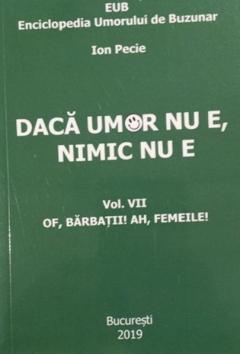 EUB
Enciclopedia Umorului de Buzunar
Ion Pecie
DACĂ UMOR NU E,
NIMIC NU E
Vol. VII
OF, BĂRBAȚII! AH, FEMEILE!
București
2019